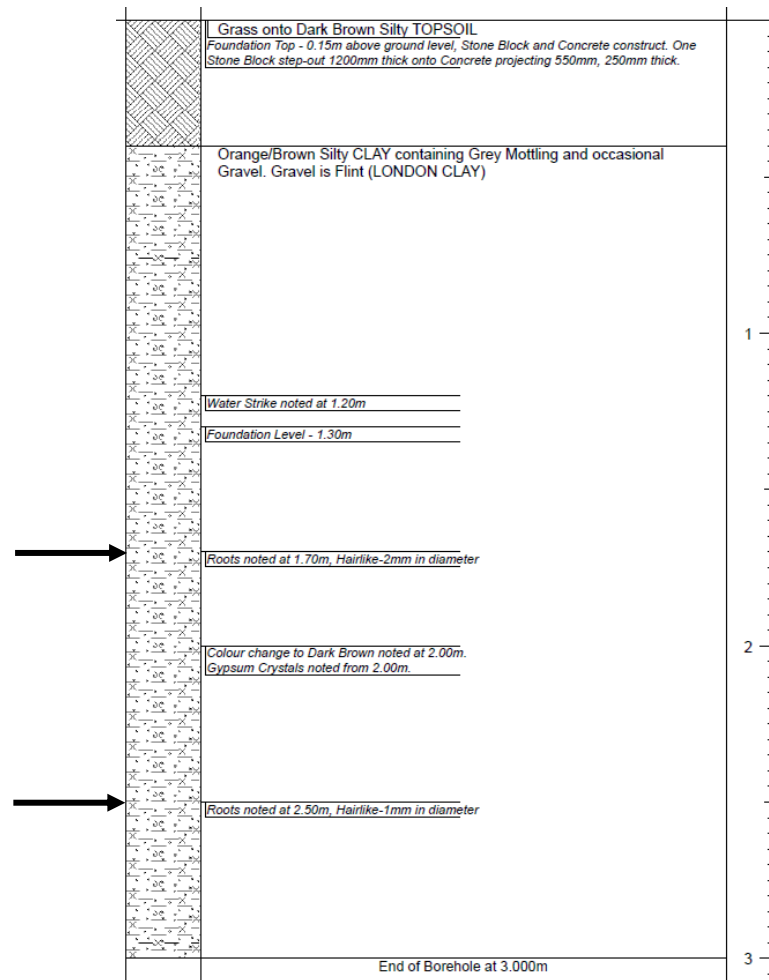 Grass onto Dark Brown Silty TOPSOIL
Foundation Top - 0.15m above ground level, Stone Block and Concrete construct. One
Stone Block step-out 1200mm thick onto Concrete projecting 550mm, 250mm thick.
Orange/Brown Silty CLAY containing Grey Mottling and occasional
Gravel. Gravel is Flint (LONDON CLAY)
1
Water Strike noted at 1.20m
Foundation Level - 1.30m
Roots noted at 1.70m, Hairlike-2mm in diameter
2
Colour change to Dark Brown noted at 2.00m.
Gypsum Crystals noted from 2.00m.
Roots noted at 2.50m, Hairlike-1mm in diameter
3
End of Borehole at 3.000m